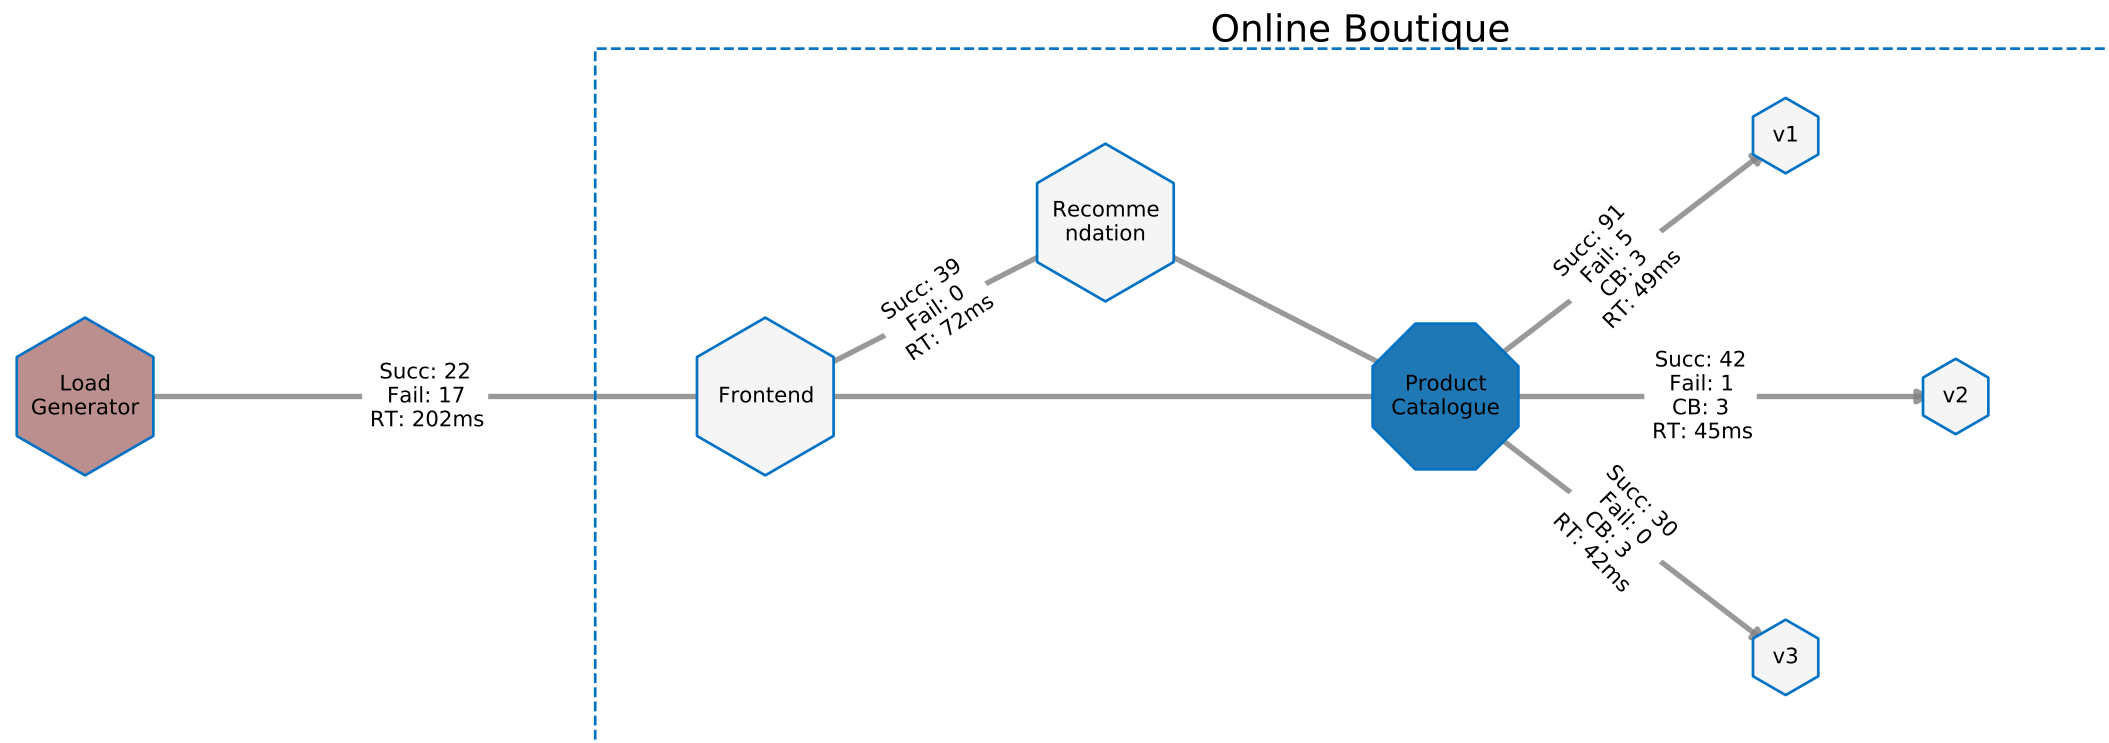 Online Boutique
Load
Generator
Succ: 22
Fail: 17
RT: 202ms
Frontend
Succ: 39
Fail: 0
RT: 72ms
Recomme
ndation
Product
Catalogue
Succ: 91
Fail: 5
CB: 3
RT: 49ms
v1
Succ: 42
Fail: 1
CB: 3
RT: 45ms
v2
Succ: 30
Fail: 0
CB: 3
RT: 42ms
v3